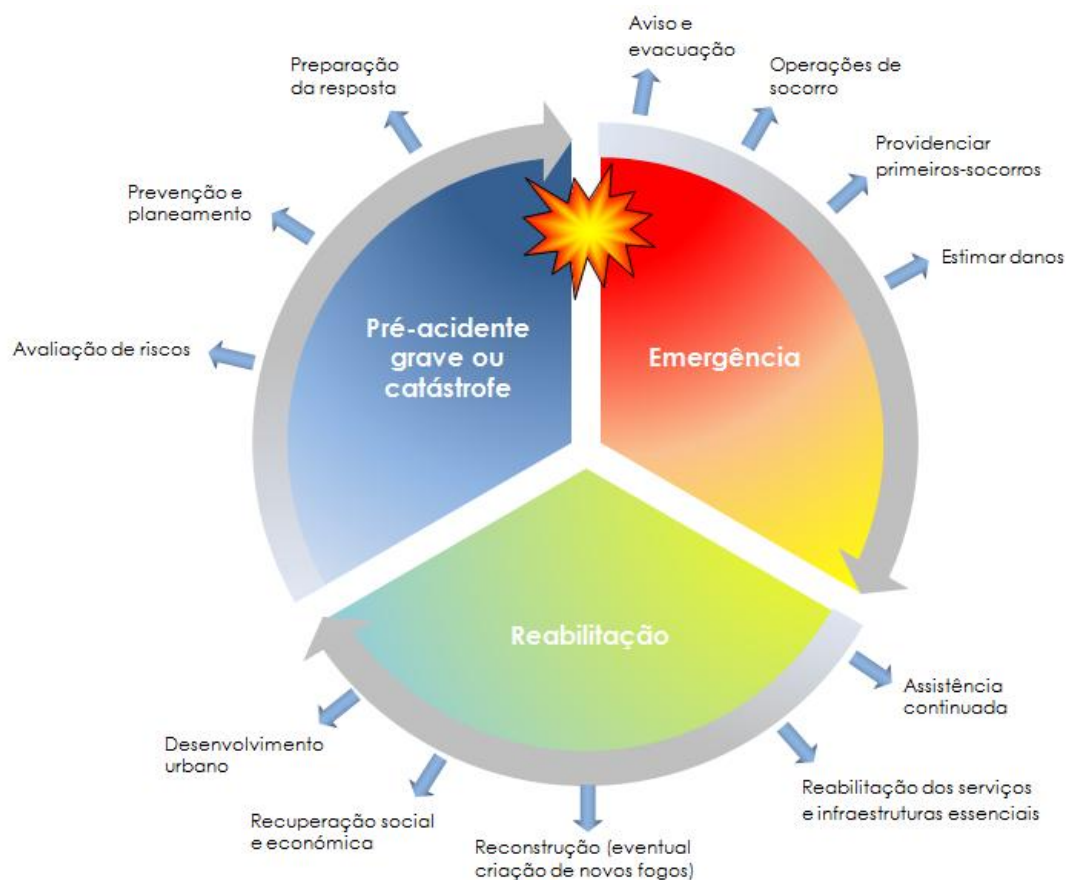 Aviso e
evacuação
Operações de
socorro
Providenciar
primeiros-socorros
Estimar danos
Preparação
da resposta
Prevenção e
planeamento
Avaliação de riscos
Pré-acidente
grave ou
catástrofe
Emergência
Reabilitação
Assistência
continuada
Reabilitação dos serviços
e infraestruturas essenciais
Reconstrução (eventual
criação de novos fogos)
Recuperação social
e económica
Desenvolvimento
urbano